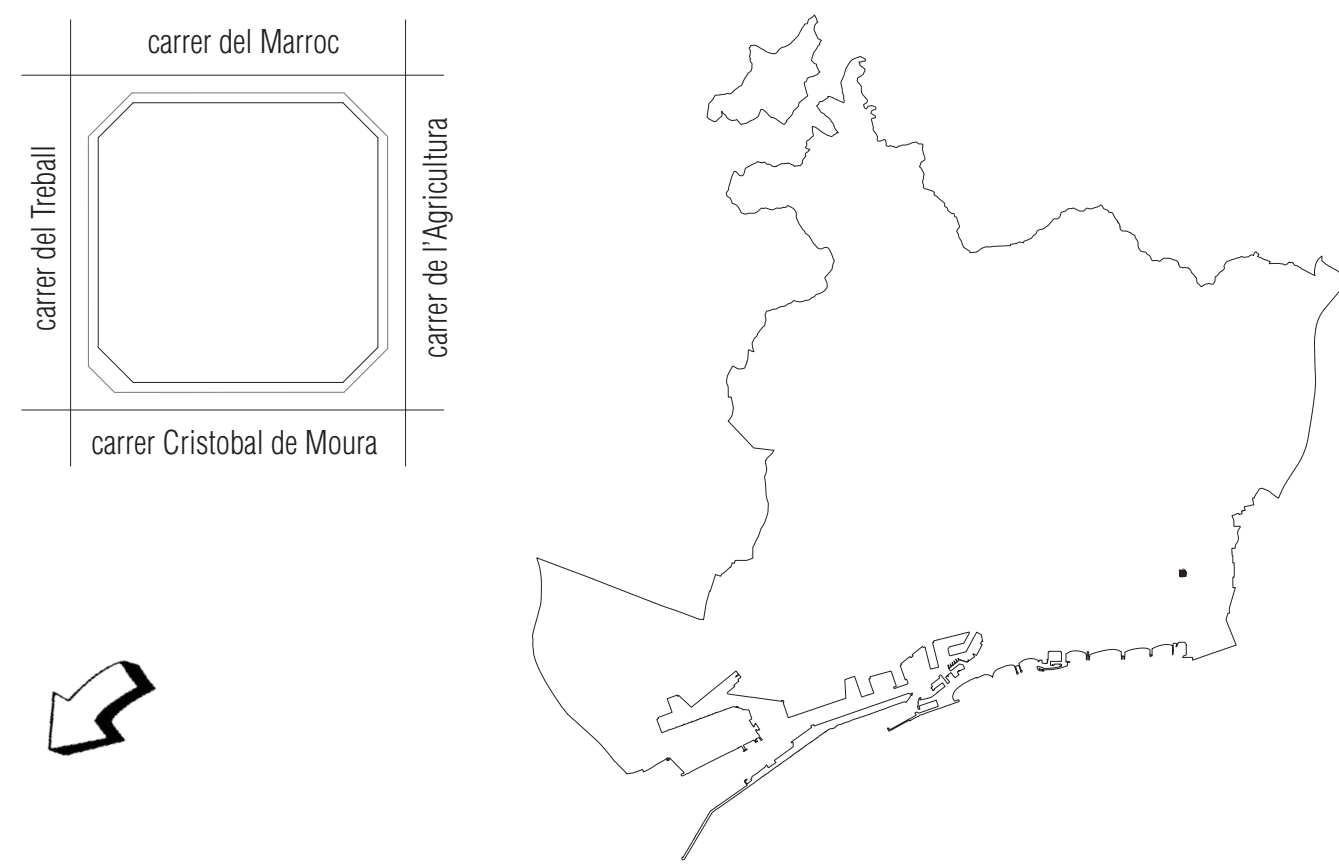 carrer del Marroc
carrer del Treball
carrer de l'Agricultura
carrer Cristobal de Moura